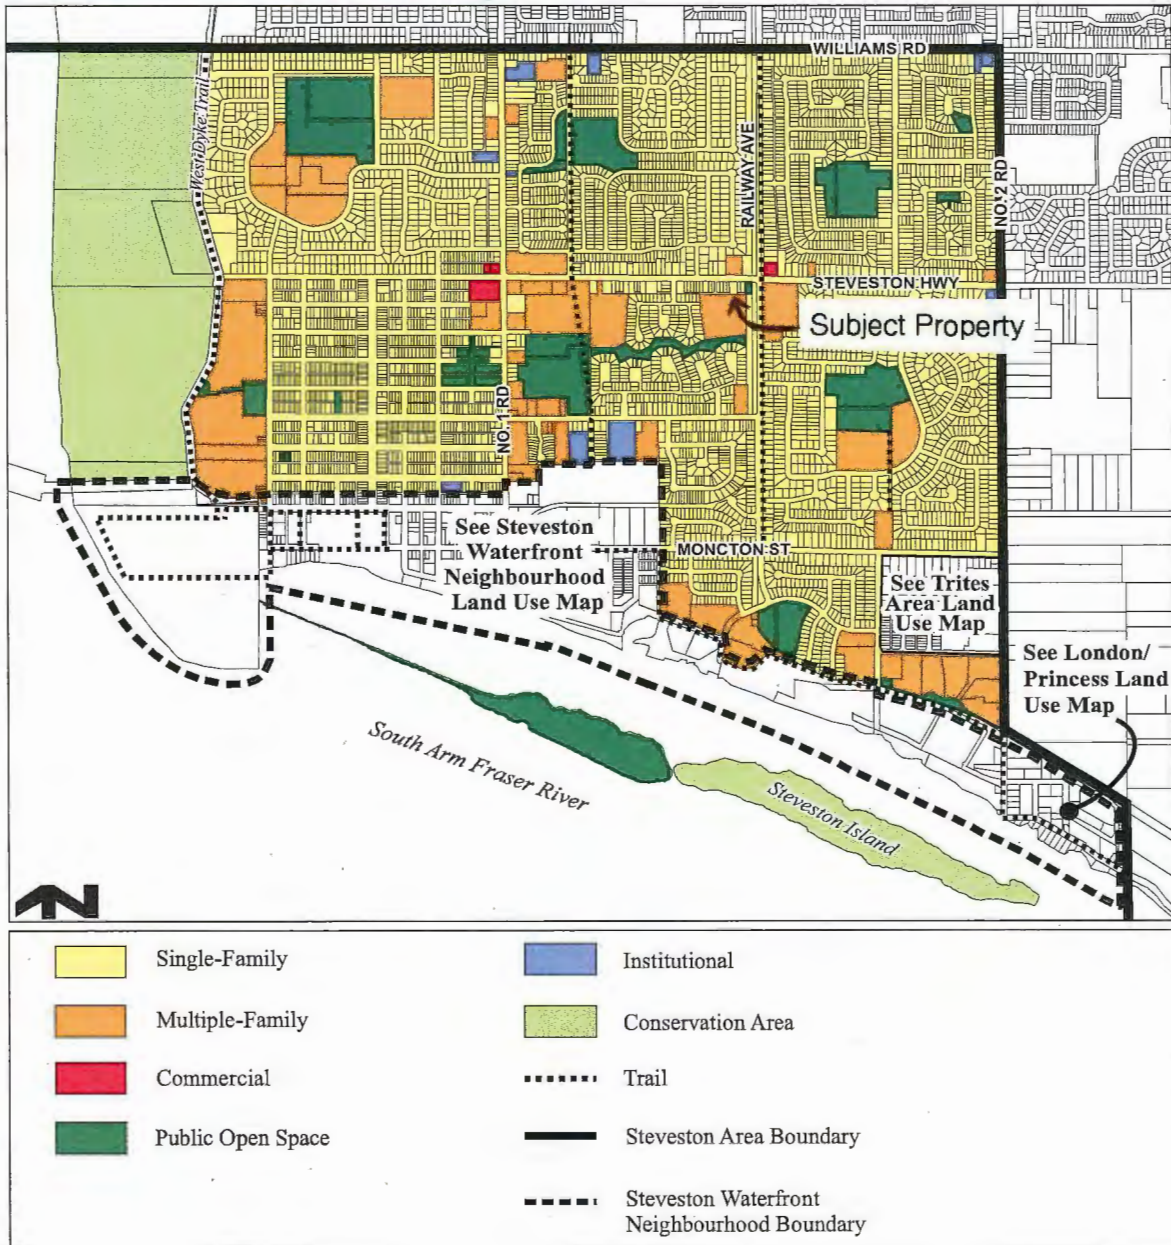 WILLIAMS RD
West Dyke Trail
RAILWAY AVE
NO. 2 RD
STEVESTON HWY
Subject Property
NO. 1 RD
See Steveston
Waterfront
Neighbourhood
Land Use Map
MONCTON ST
See Trites
Area Land
Use Map
See London/
Princess Land
Use Map
South Arm Fraser River
Steveston Island
N
Single-Family
Multiple-Family
Commercial
Public Open Space
Institutional
Conservation Area
Trail
Steveston Area Boundary
Steveston Waterfront
Neighbourhood Boundary